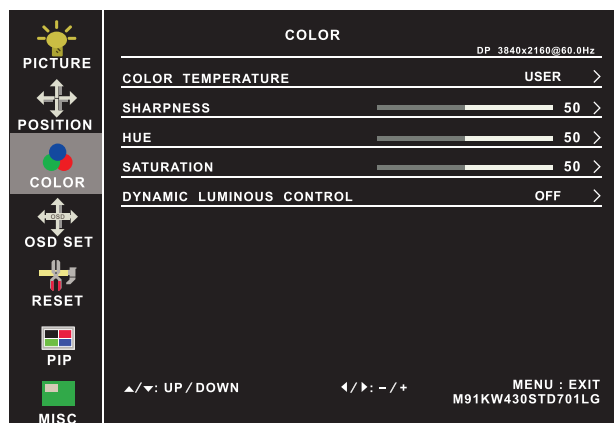 COLOR
DP 3840x2160@60.0Hz
PICTURE
POSITION
COLOR
OSD
OSD SET
RESET
PIP
MISC
COLOR TEMPERATURE USER >
SHARPNESS 50 >
HUE 50 >
SATURATION 50 >
DYNAMIC LUMINOUS CONTROL OFF >
▲/▼: UP / DOWN ◀/▶: – / + MENU : EXIT
M91KW430STD701LG